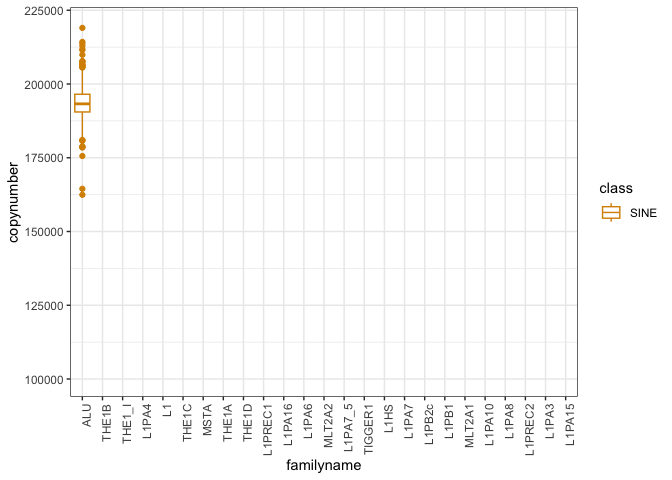 225000
200000
175000
150000
125000
100000
copynumber
ALU
THE1B
THE1_I
L1PA4
L1
THE1C
MSTA
THE1A
THE1D
L1PREC1
L1PA16
L1PA6
MLT2A2
L1PA7_5
TIGGER1
L1HS
L1PA7
L1PB2c
L1PB1
MLT2A1
L1PA10
L1PA8
L1PREC2
L1PA3
L1PA15
familyname
class
SINE